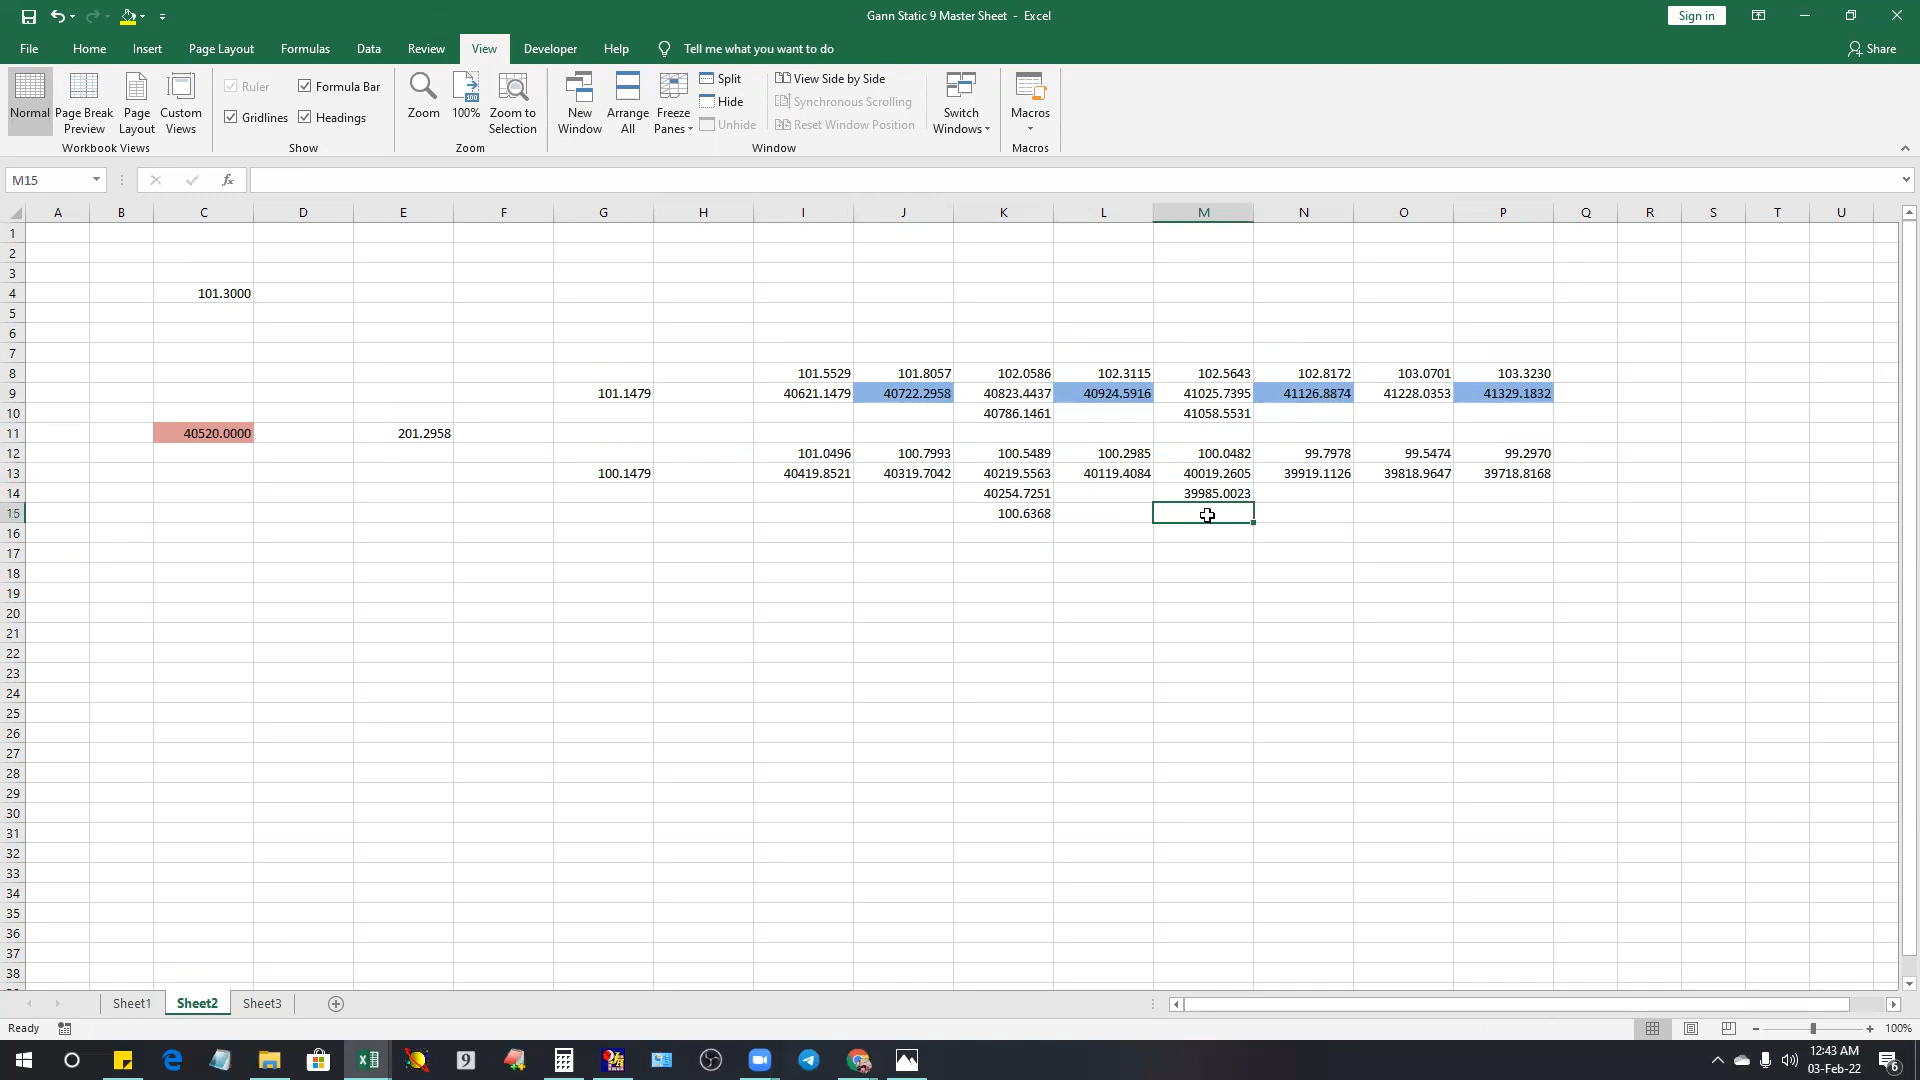 Gann Static 9 Master Sheet - Excel
Sign in
File Home Insert Page Layout Formulas Data Review View Developer Help Tell me what you want to do Share
Normal
Page Break Preview
Page Layout
Custom Views
Workbook Views
Ruler
Formula Bar
Gridlines
Headings
Show
Zoom
100%
Zoom to Selection
Zoom
New Window
Arrange All
Freeze Panes
Split
Hide
Unhide
View Side by Side
Synchronous Scrolling
Reset Window Position
Window
Switch Windows
Macros
Macros
M15
fx
A B C D E F G H I J K L M N O P Q R S T U
1
2
3
4 101.3000
5
6
7
8 101.5529 101.8057 102.0586 102.3115 102.5643 102.8172 103.0701 103.3230
9 101.1479 40621.1479 40722.2958 40823.4437 40924.5916 41025.7395 41126.8874 41228.0353 41329.1832
10 40786.1461 41058.5531
11 40520.0000 201.2958
12 101.0496 100.7993 100.5489 100.2985 100.0482 99.7978 99.5474 99.2970
13 100.1479 40419.8521 40319.7042 40219.5563 40119.4084 40019.2605 39919.1126 39818.9647 39718.8168
14 40254.7251 39985.0023
15 100.6368
16
17
18
19
20
21
22
23
24
25
26
27
28
29
30
31
32
33
34
35
36
37
38
Sheet1 Sheet2 Sheet3
Ready
100%
12:43 AM
03-Feb-22
6